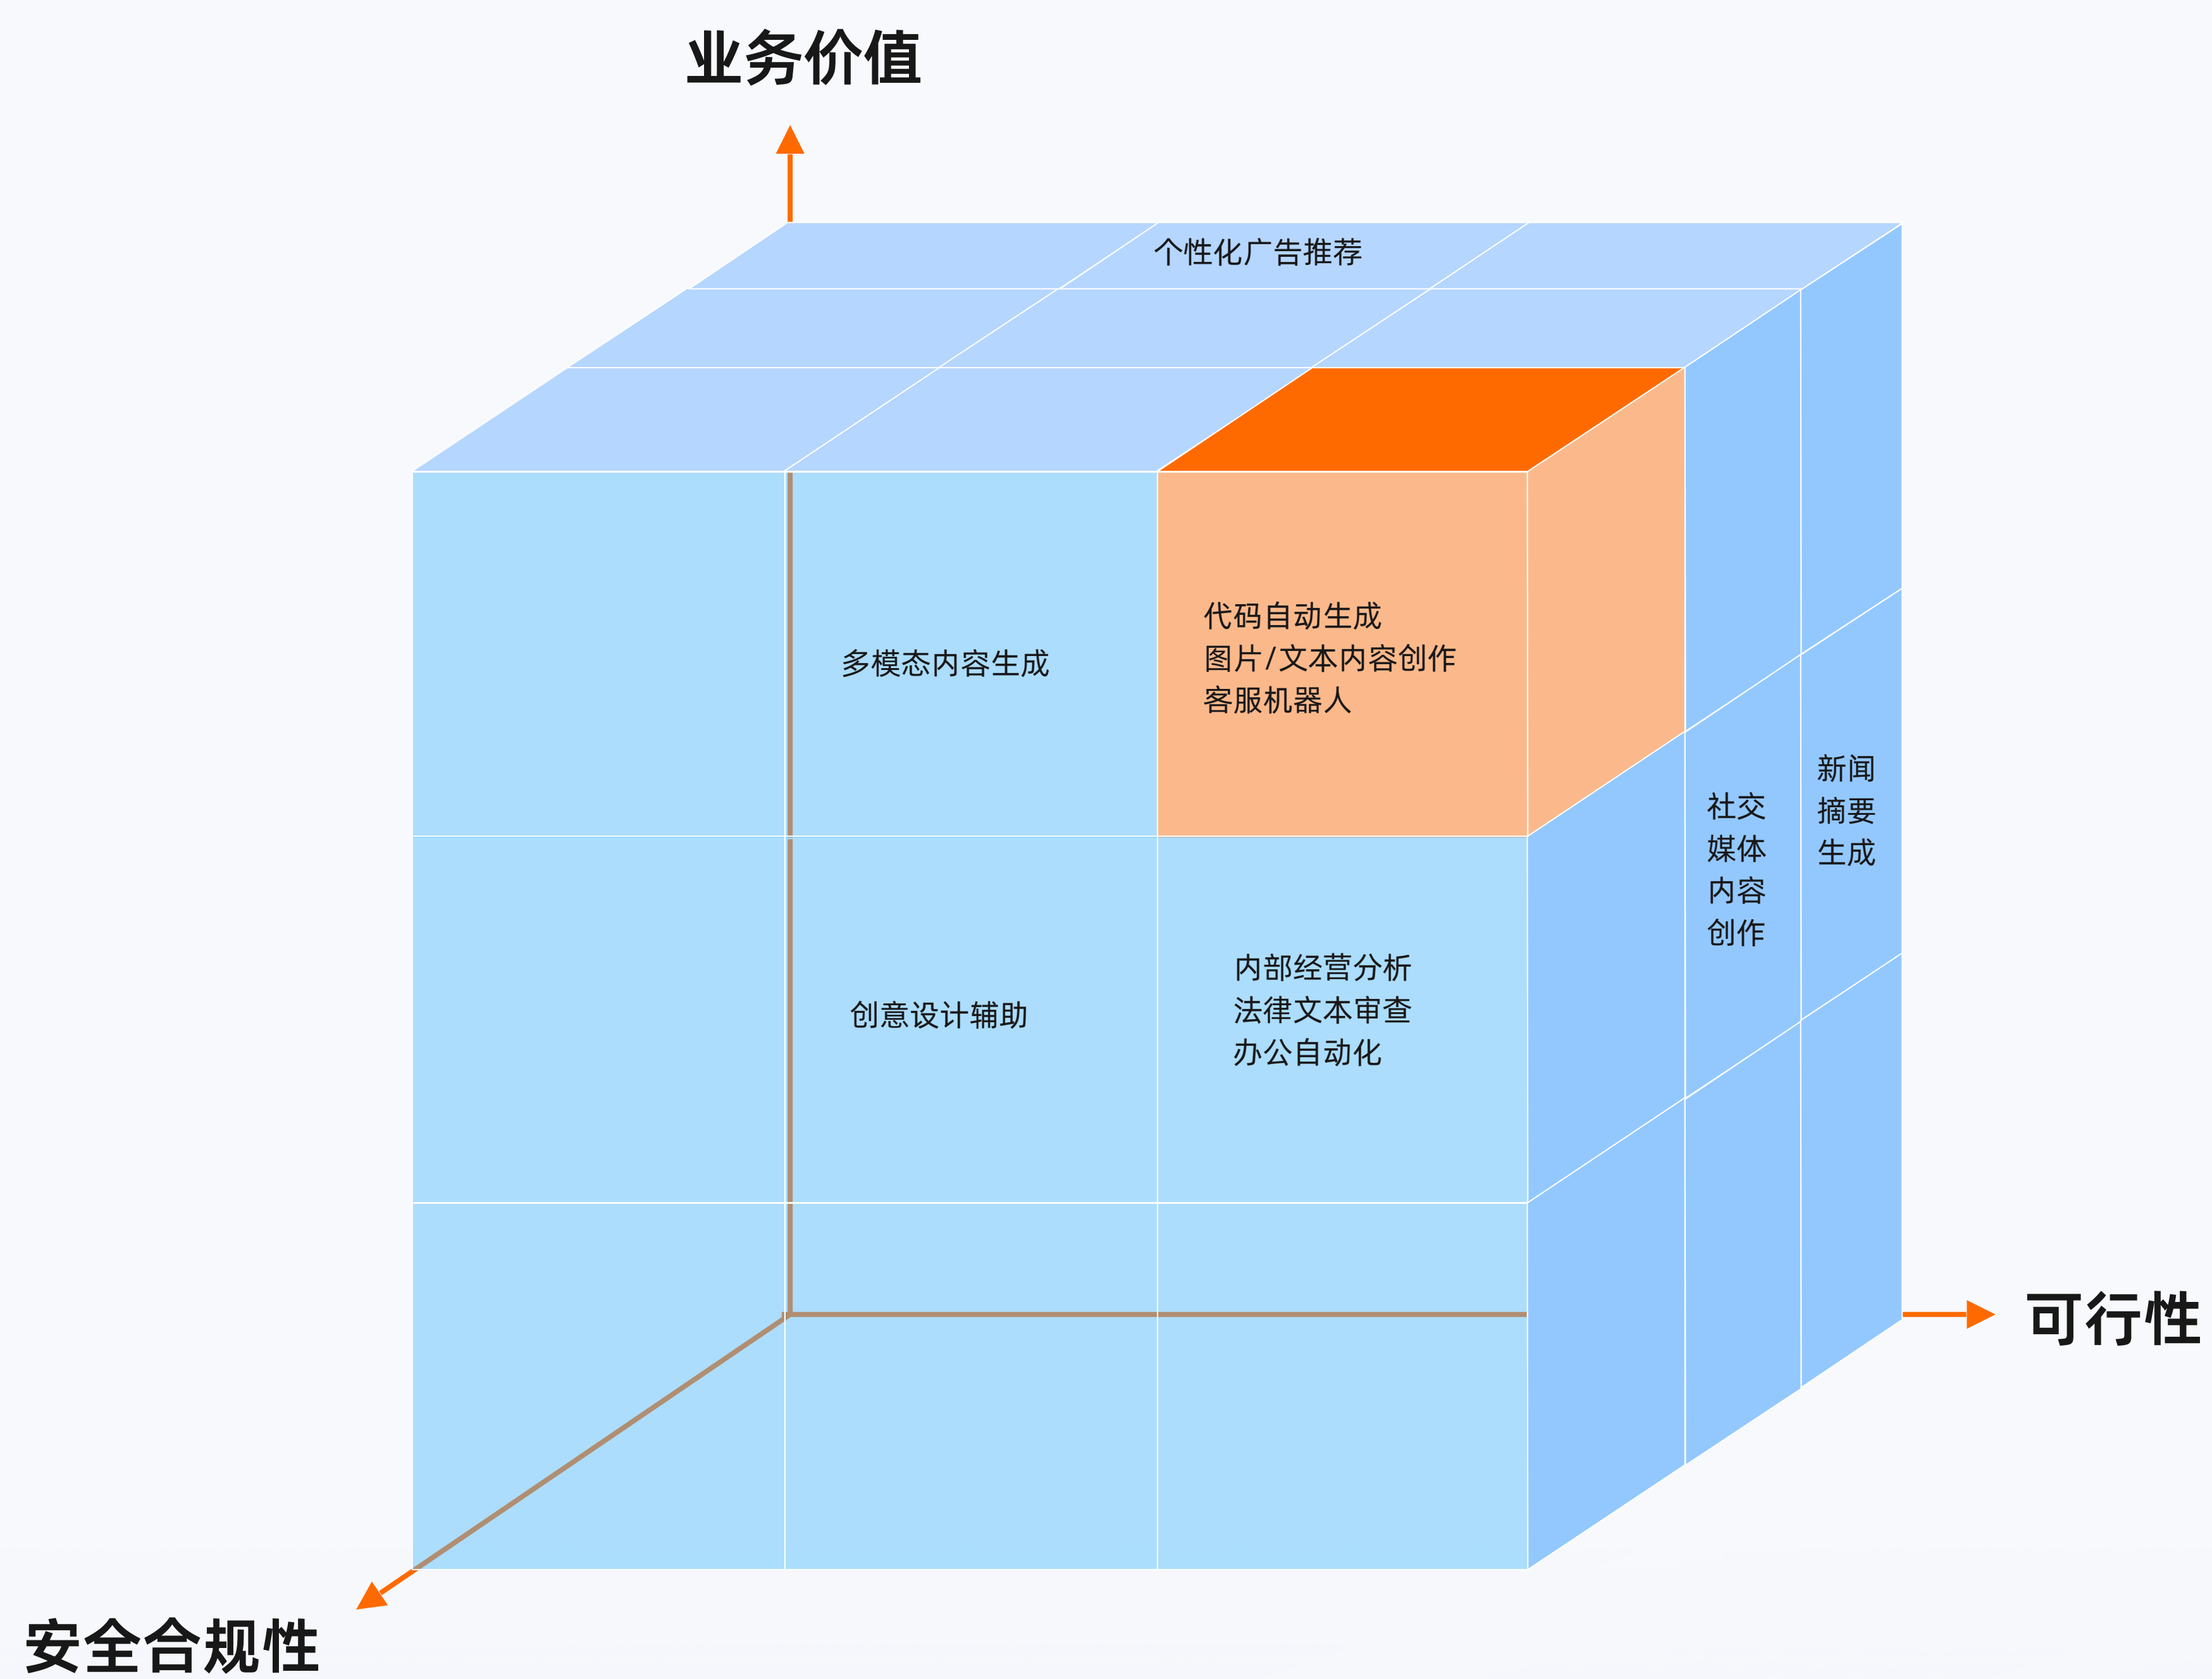 业务价值
个性化广告推荐
多模态内容生成
代码自动生成
图片/文本内容创作
客服机器人
社交
媒体
内容
创作
新闻
摘要
生成
创意设计辅助
内部经营分析
法律文本审查
办公自动化
可行性
安全合规性